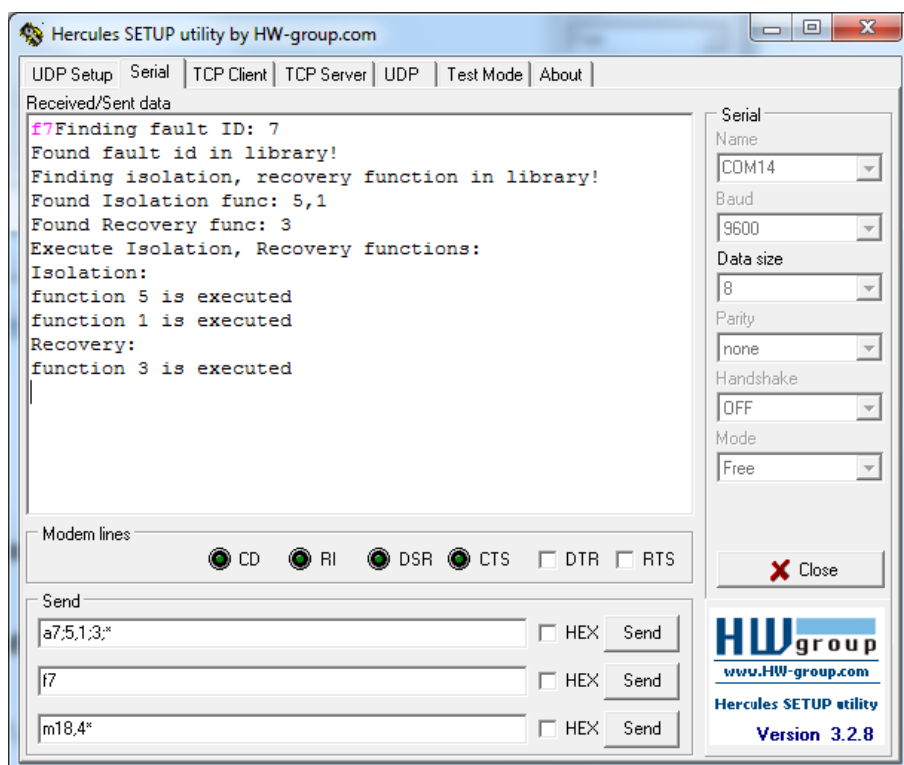 Hercules SETUP utility by HW-group.com
UDP Setup Serial TCP Client TCP Server UDP Test Mode About
Received/Sent data
f7Finding fault ID: 7
Found fault id in library!
Finding isolation, recovery function in library!
Found Isolation func: 5,1
Found Recovery func: 3
Execute Isolation, Recovery functions:
Isolation:
function 5 is executed
function 1 is executed
Recovery:
function 3 is executed
Serial
Name
COM14
Baud
9600
Data size
8
Parity
none
Handshake
OFF
Mode
Free
Modem lines
CD RI DSR CTS DTR RTS
Close
Send
a7;5,1;3;* HEX Send
f7 HEX Send
m18,4* HEX Send
HW group
www.HW-group.com
Hercules SETUP utility
Version 3.2.8